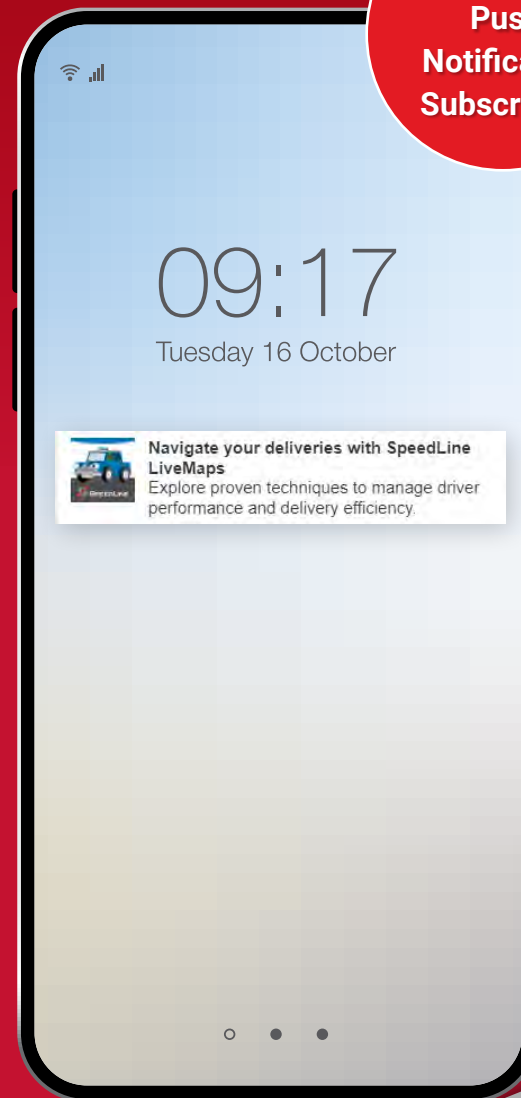 09:17
Tuesday 16 October
Navigate your deliveries with SpeedLine
LiveMaps
Explore proven techniques to manage driver
performance and delivery efficiency.
SpeedLine
Pus
Notifica
Subscr